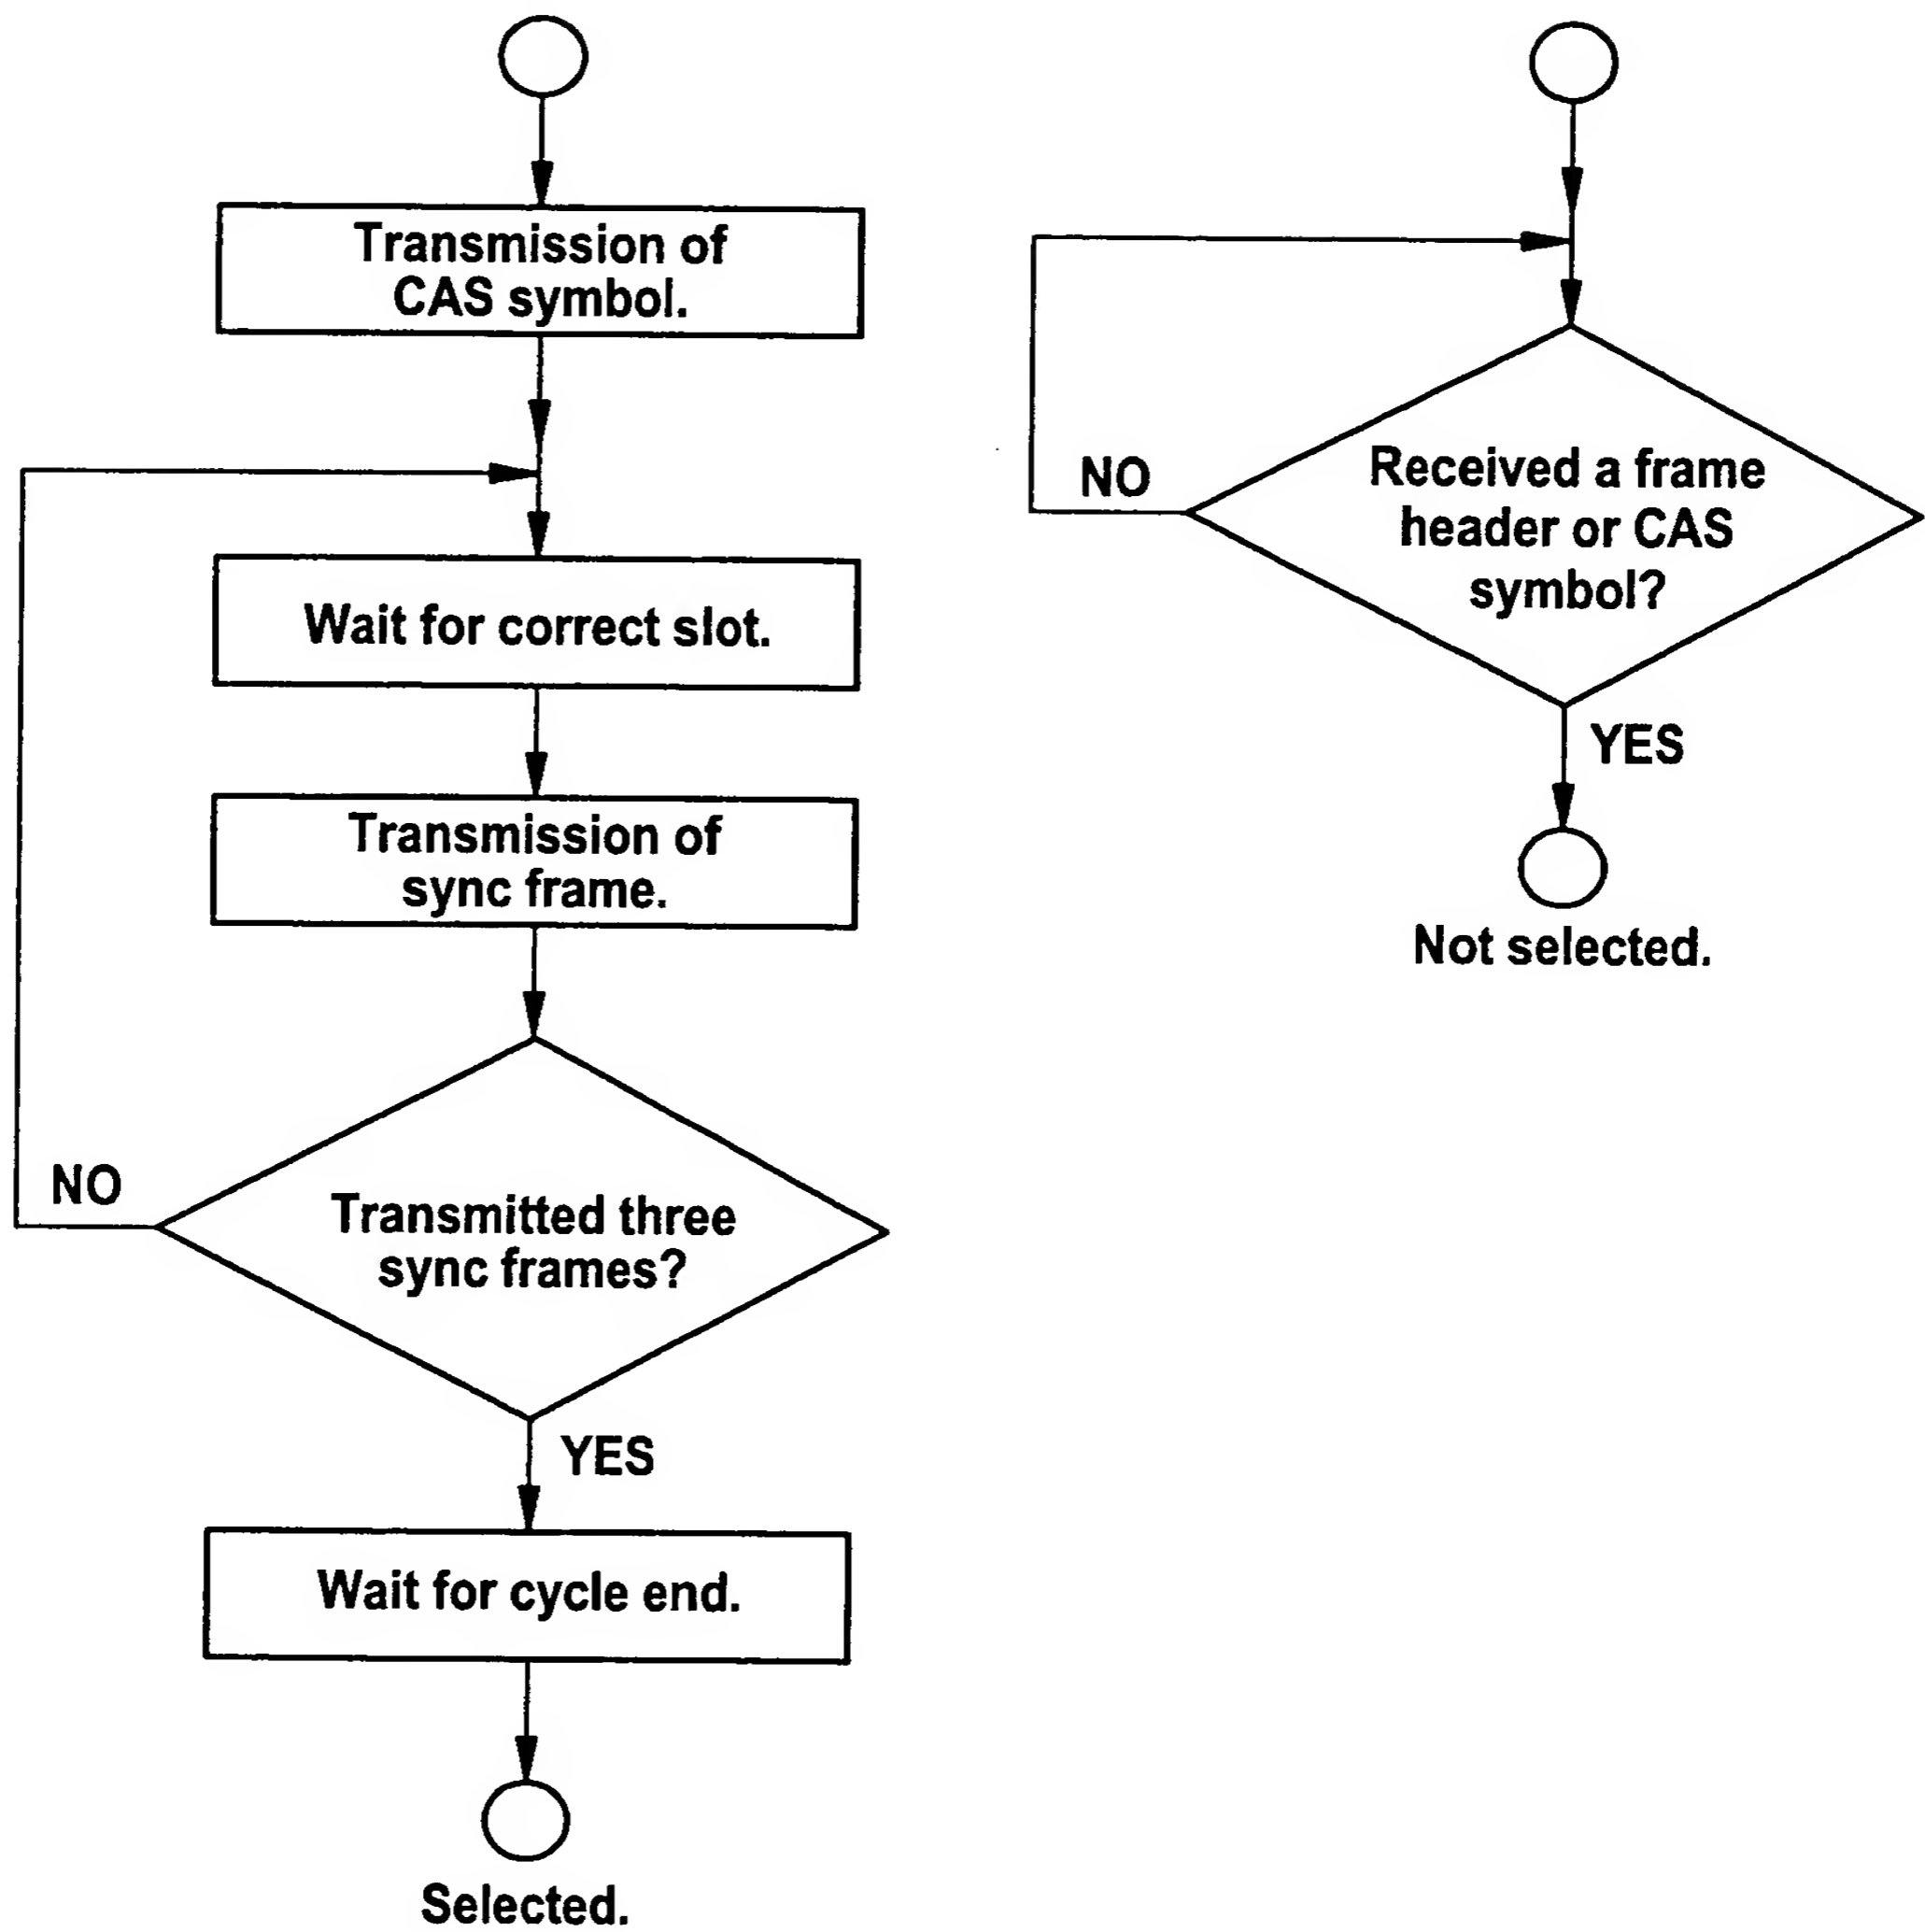 Transmission of
CAS symbol.
Wait for correct slot.
Transmission of
sync frame.
NO
Transmitted three
sync frames?
YES
Wait for cycle end.
Selected.
NO
Received a frame
header or CAS
symbol?
YES
Not selected.